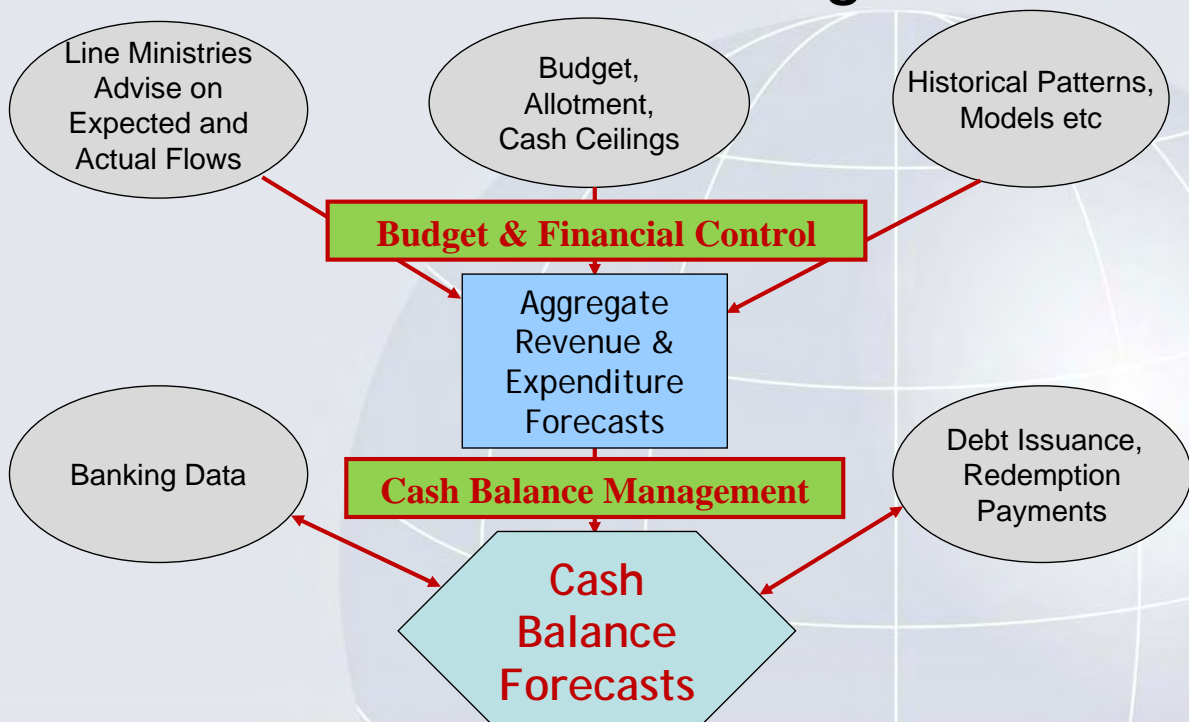 Line Ministries
Advise on
Expected and
Actual Flows
Budget,
Allotment,
Cash Ceilings
Historical Patterns,
Models etc
Budget & Financial Control
Aggregate
Revenue &
Expenditure
Forecasts
Banking Data
Debt Issuance,
Redemption
Payments
Cash Balance Management
Cash
Balance
Forecasts